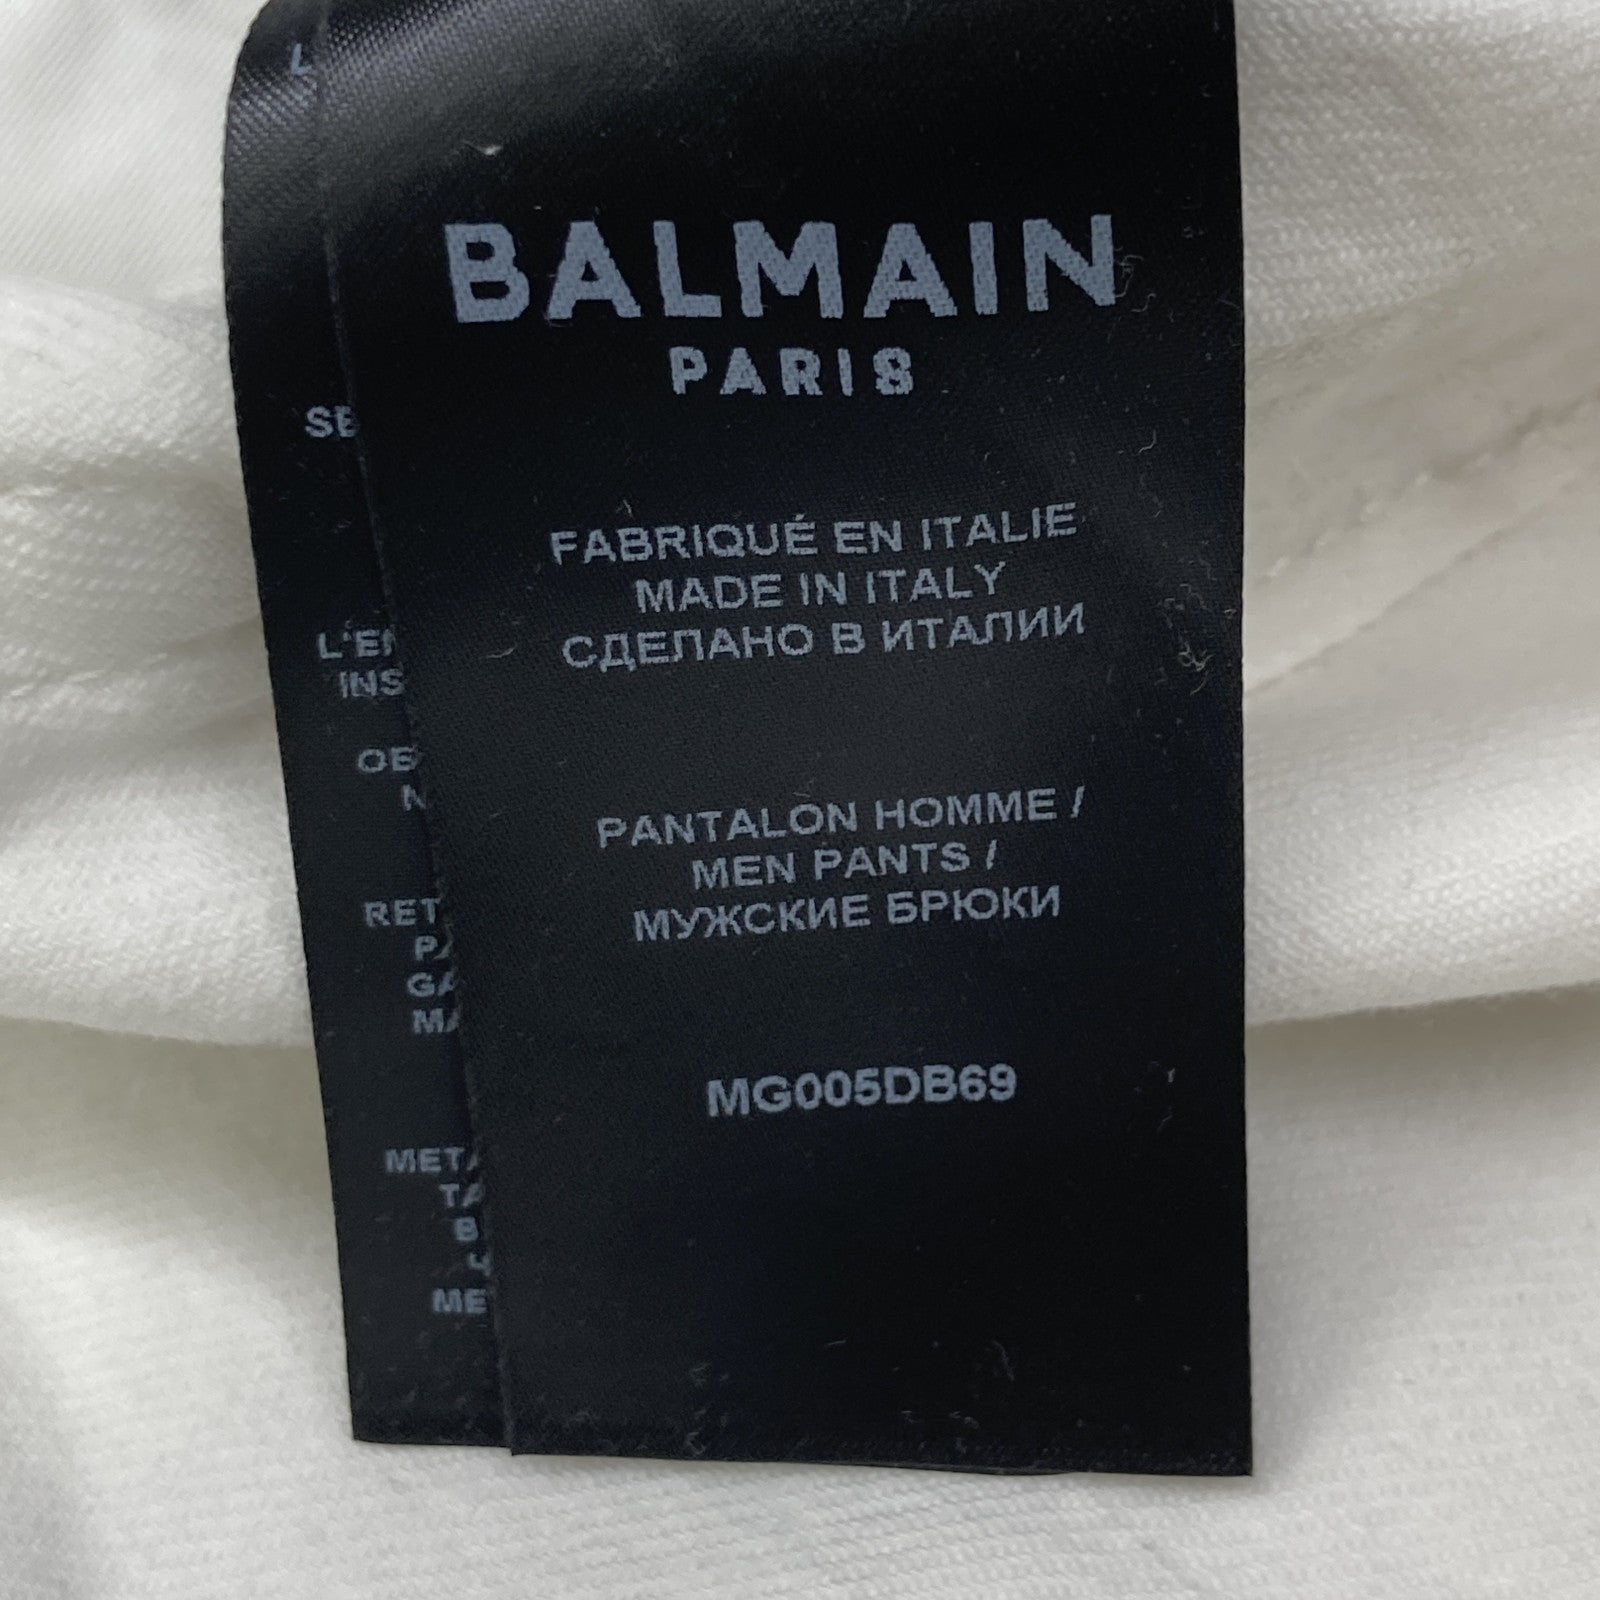 BALMAIN
PARIS
FABRIQUÉ EN ITALIE
MADE IN ITALY
СДЕЛАНО В ИТАЛИИ
PANTALON HOMME /
MEN PANTS /
МУЖСКИЕ БРЮКИ
MG005DB69